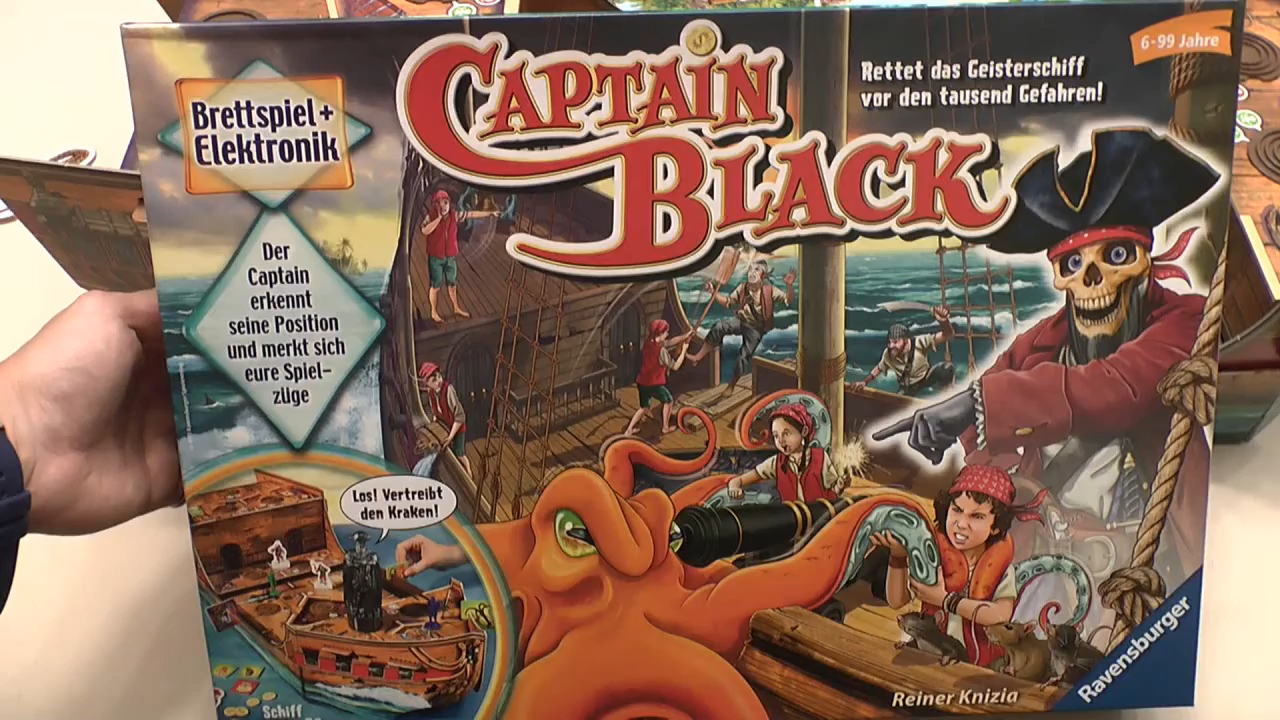 CAPTAIN
BLACK
Rettet das Geisterschiff
vor den tausend Gefahren!
6-99 Jahre
Brettspiel+
Elektronik
Der
Captain
erkennt
seine Position
und merkt sich
eure Spiel-
züge
Los! Vertreibt
den Kraken!
Schiff
Reiner Knizia
Ravensburger